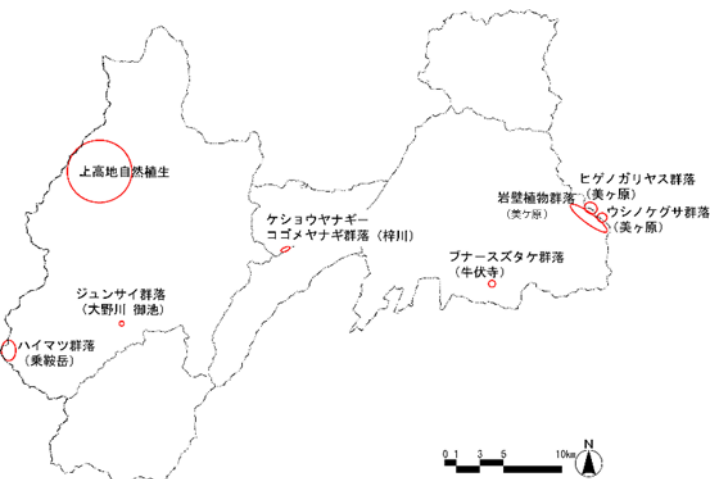 上高地自然植生
ケショウヤナギー
コゴメヤナギ群落（梓川）
ジュンサイ群落
（大野川 御池）
ハイマツ群落
（乗鞍岳）
ヒゲノガリヤス群落
（美ヶ原）
岩壁植物群落
（美ケ原）
ウシノケグサ群落
（美ヶ原）
ブナースズタケ群落
（牛伏寺）
0 1 3 5 10km
N